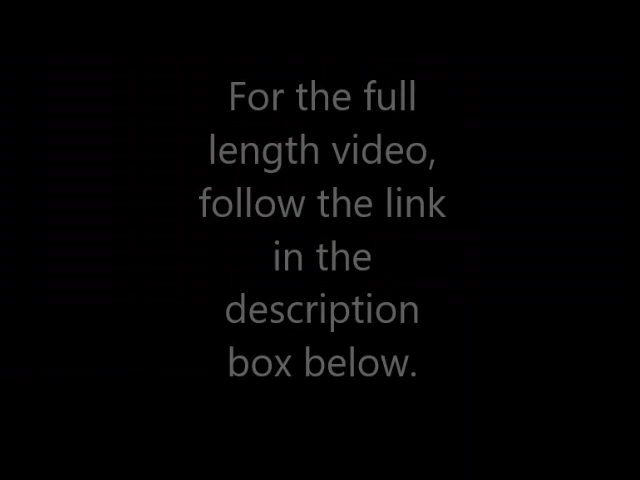 For the full
length video,
follow the link
in the
description
box below.